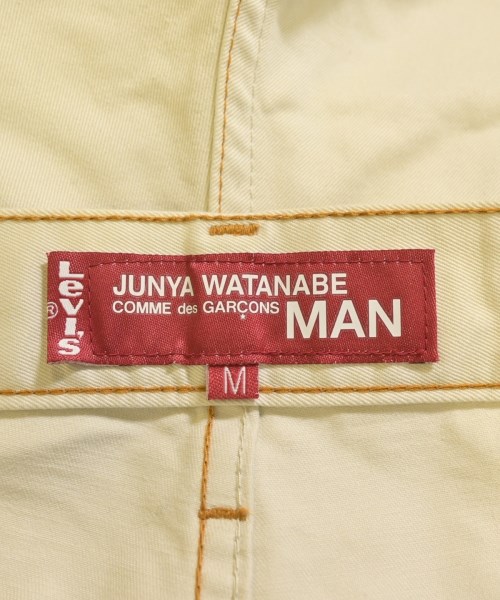 Levi's
®
JUNYA WATANABE
COMME des GARÇONS
MAN
M